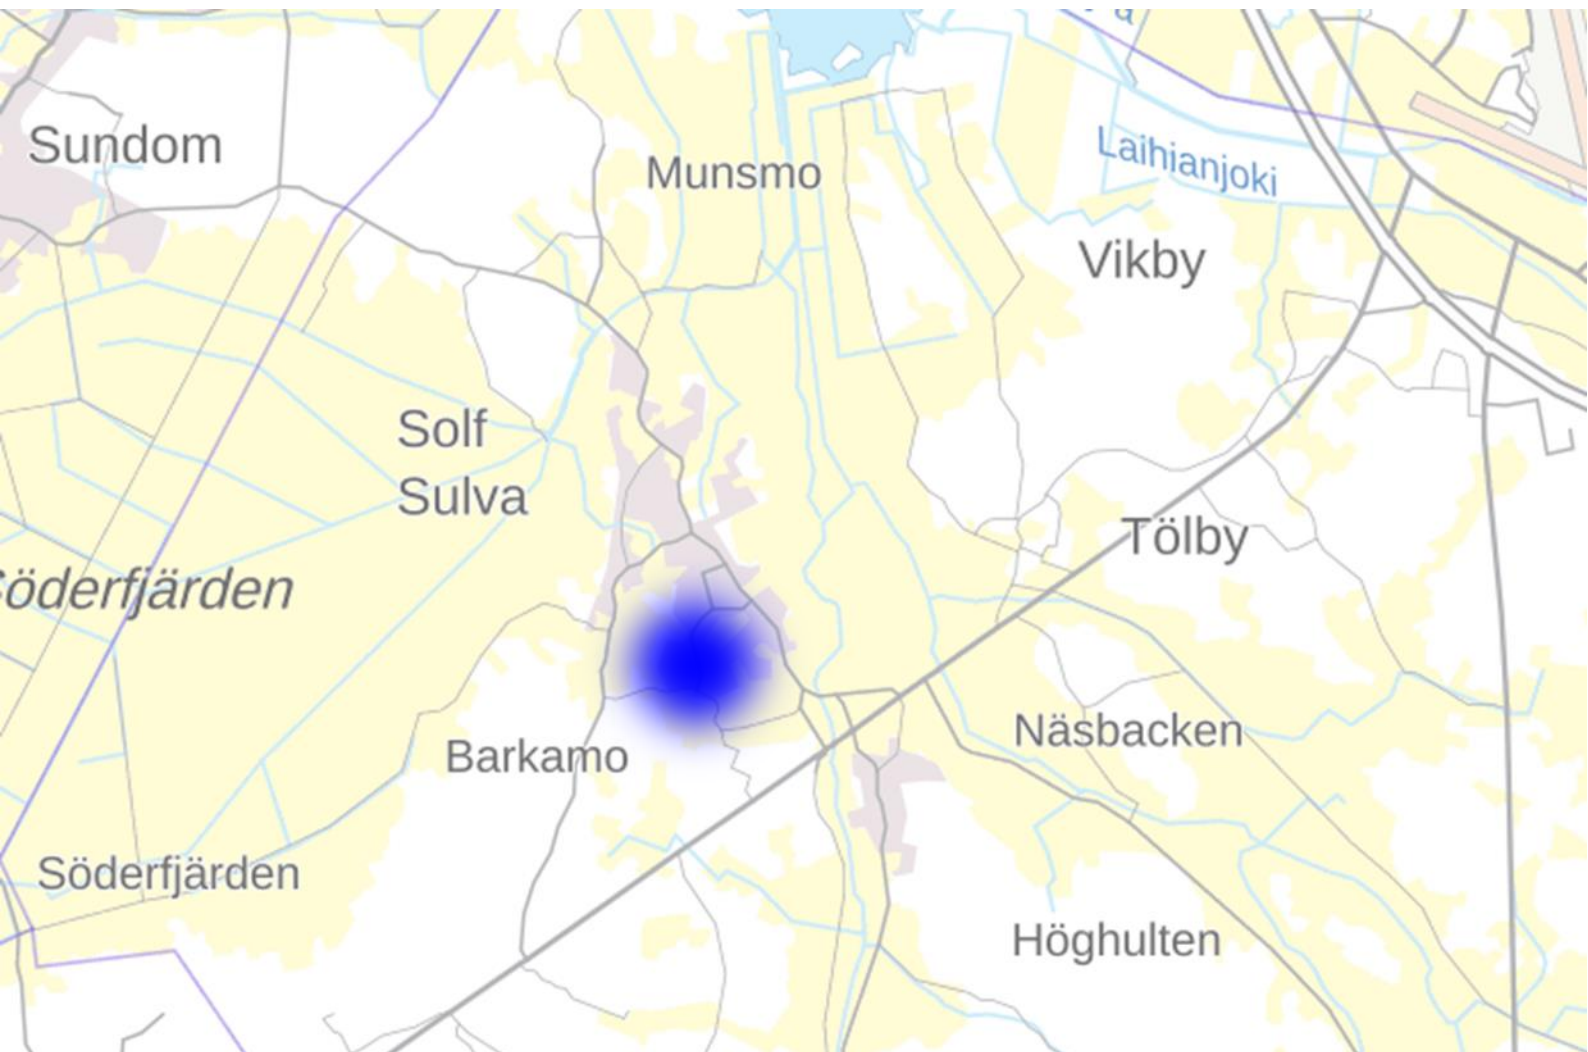 Sundom
Munsmo
Laihianjoki
Vikby
Solf
Sulva
Tölby
Söderfjärden
Näsbacken
Barkamo
Söderfjärden
Höghulten